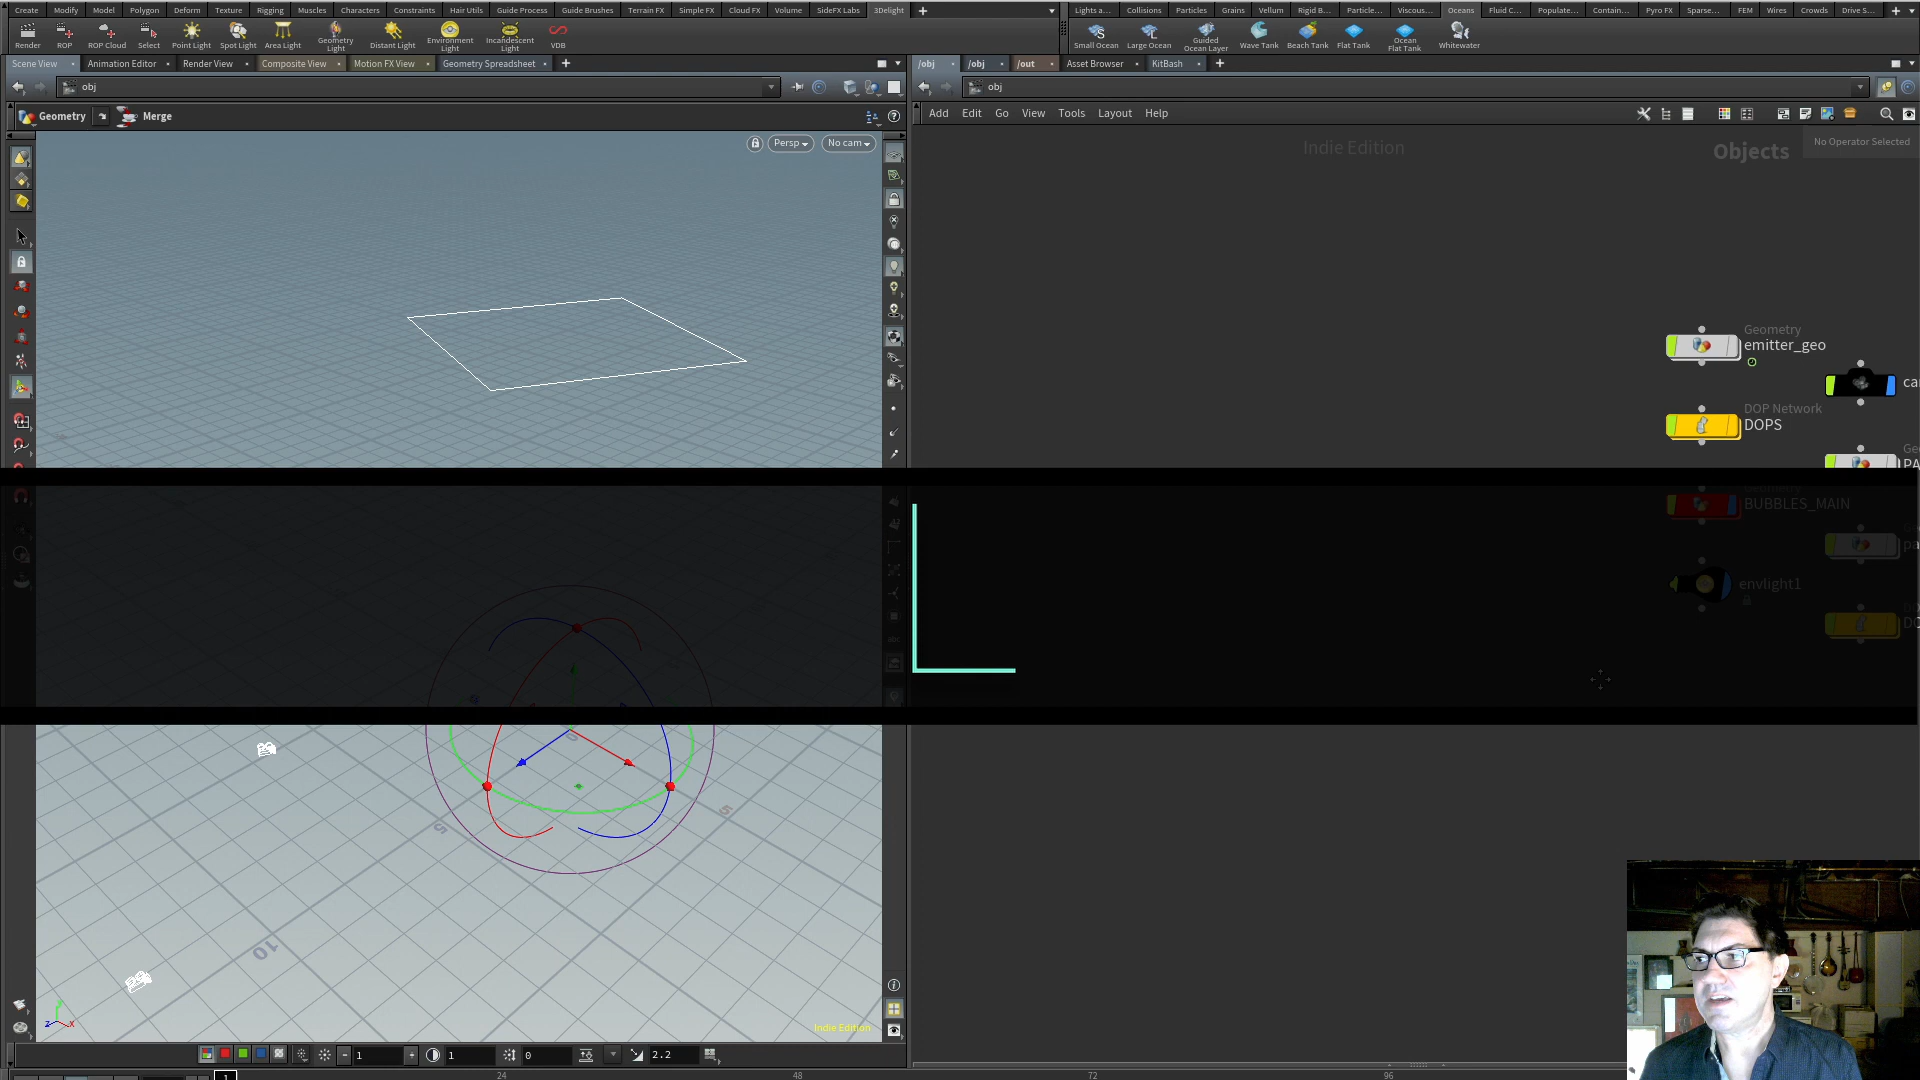 Create Modify Model Polygon Deform Texture Rigging Muscles Characters Constraints Hair Utils Guide Process Guide Brushes Terrain FX Simple FX Cloud FX Volume SideFX Labs 3Delight
Lights a... Collisions Particles Grains Vellum Rigid B... Particle... Viscous... Oceans Fluid C... Populate... Contain... Pyro FX Sparse... FEM Wires Crowds Drive S...
Render ROP ROP Cloud Select Point Light Spot Light Area Light Geometry Light Distant Light Environment Light Incandescent Light VDB
Small Ocean Large Ocean Guided Ocean Layer Wave Tank Beach Tank Flat Tank Ocean Flat Tank Whitewater
Scene View Animation Editor Render View Composite View Motion FX View Geometry Spreadsheet
/obj /obj /out Asset Browser KitBash
obj
obj
Geometry Merge
Add Edit Go View Tools Layout Help
Persp No cam
Indie Edition
Objects
No Operator Selected
Geometry
emitter_geo
DOP Network
DOPS
BUBBLES_MAIN
envlight1
5
5
10
Indie Edition
1 1 0 2.2
1 24 48 72 96